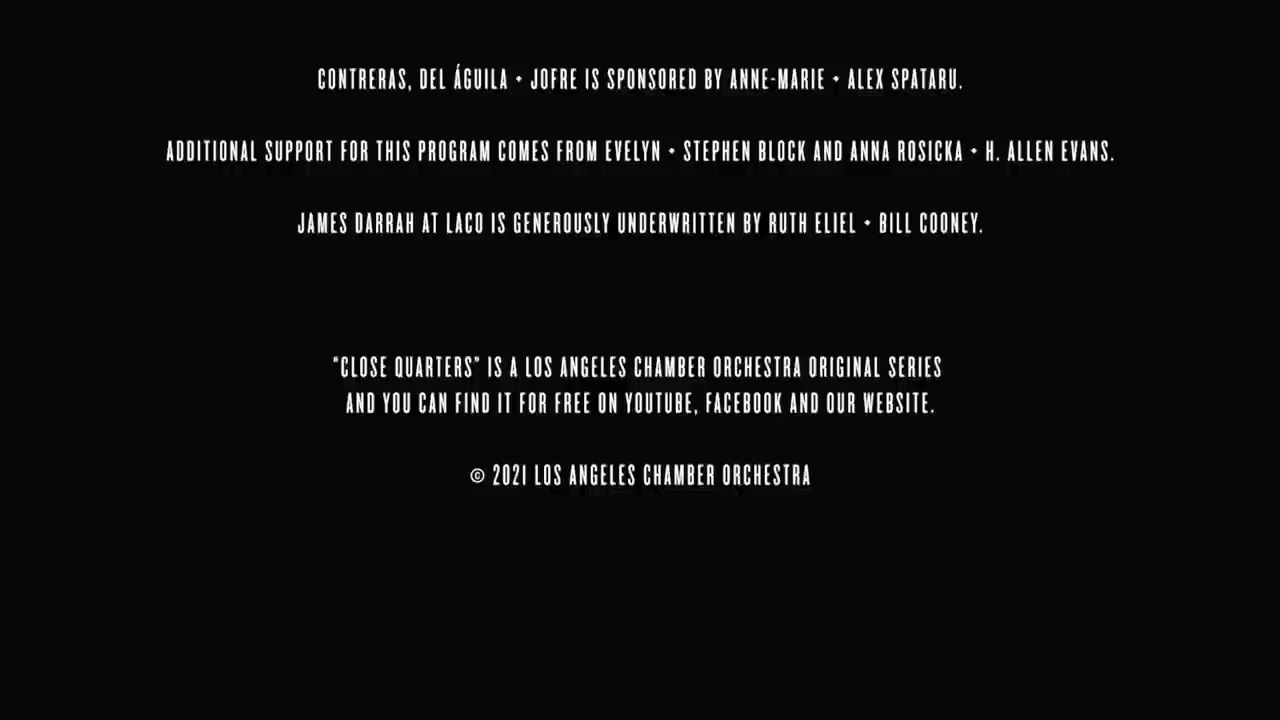 CONTRERAS, DEL ÁGUILA + JOFRE IS SPONSORED BY ANNE-MARIE + ALEX SPATARU.
ADDITIONAL SUPPORT FOR THIS PROGRAM COMES FROM EVELYN + STEPHEN BLOCK AND ANNA ROSICKA + H. ALLEN EVANS.
JAMES DARRAH AT LACO IS GENEROUSLY UNDERWRITTEN BY RUTH ELIEL + BILL COONEY.
“CLOSE QUARTERS” IS A LOS ANGELES CHAMBER ORCHESTRA ORIGINAL SERIES
AND YOU CAN FIND IT FOR FREE ON YOUTUBE, FACEBOOK AND OUR WEBSITE.
© 2021 LOS ANGELES CHAMBER ORCHESTRA